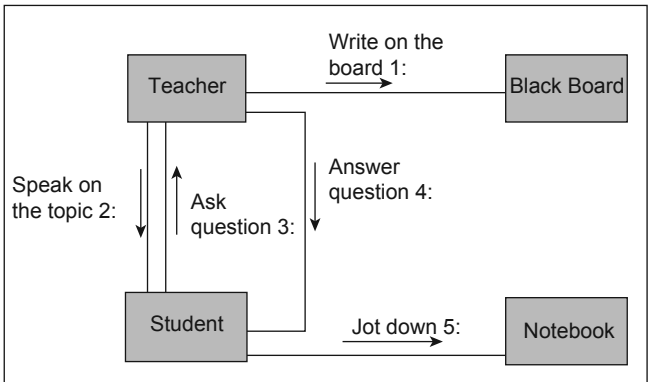 Write on the
board 1:
Teacher
Black Board
Speak on
the topic 2:
Ask
question 3:
Answer
question 4:
Student
Jot down 5:
Notebook